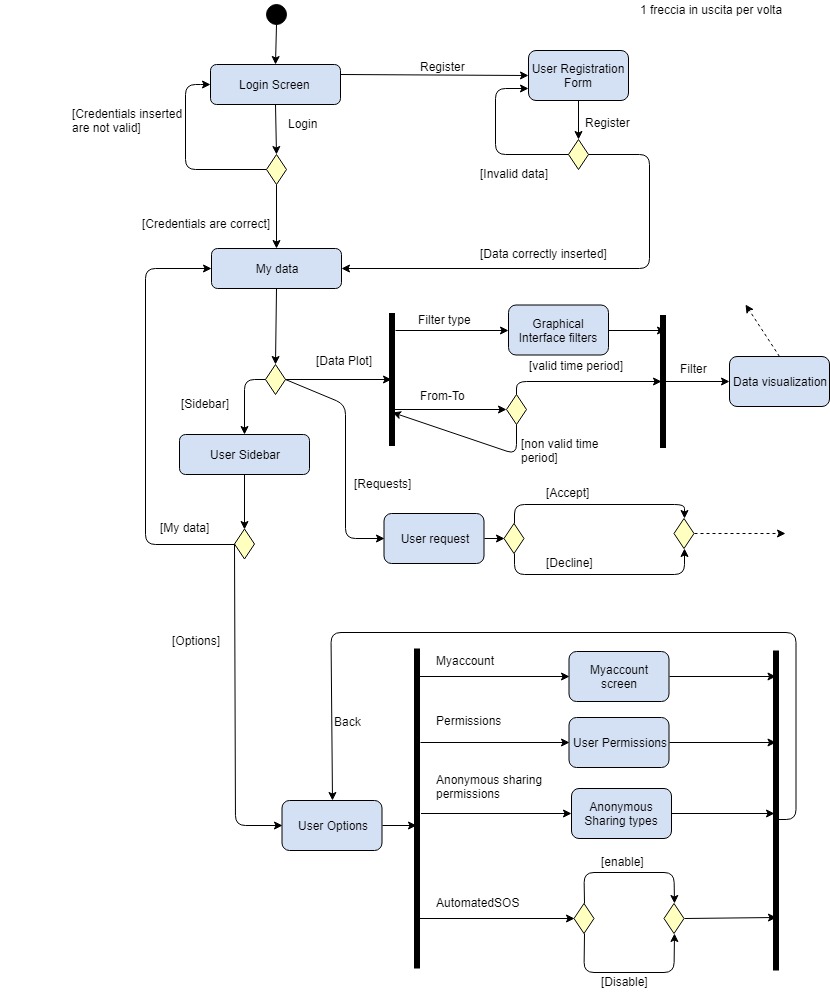 1 freccia in uscita per volta
Login Screen
Register
User Registration
Form
[Credentials inserted
are not valid]
Login
Register
[Invalid data]
[Credentials are correct]
[Data correctly inserted]
My data
Filter type
Graphical
Interface filters
[Data Plot]
[valid time period]
Filter
Data visualization
[Sidebar]
From-To
[non valid time
period]
User Sidebar
[Requests]
[Accept]
[My data]
User request
[Decline]
[Options]
Myaccount
Myaccount
screen
Back
Permissions
User Permissions
Anonymous sharing
permissions
Anonymous
Sharing types
User Options
[enable]
AutomatedSOS
[Disable]